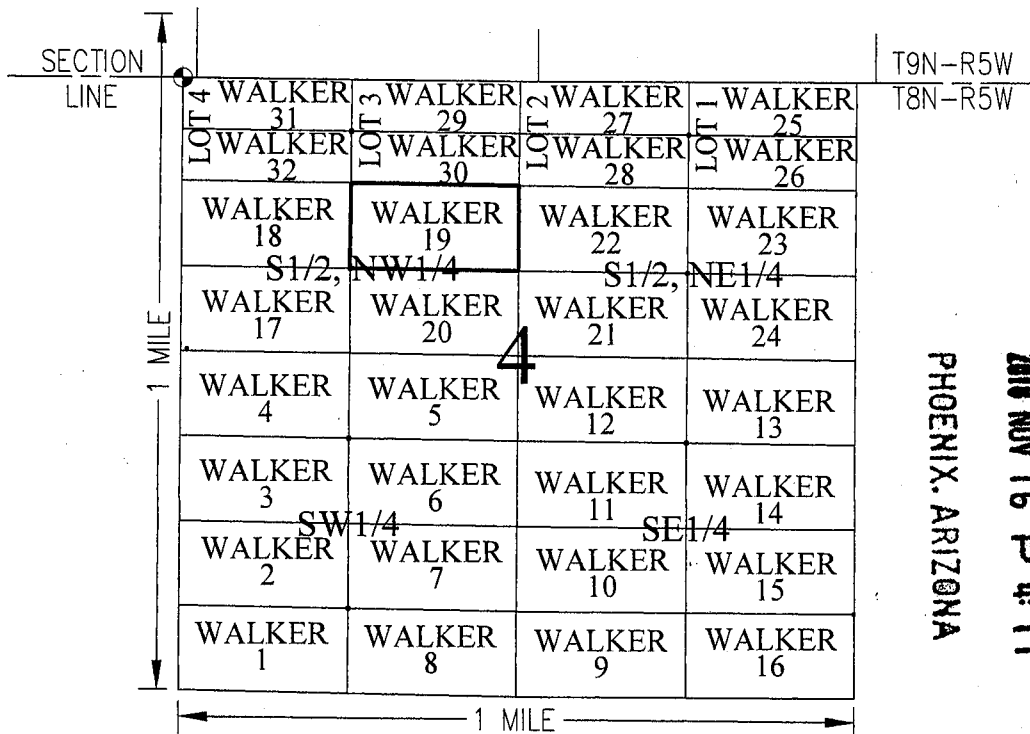 SECTION
LINE
T9N-R5W
T8N-R5W
LOT 4
WALKER
31
LOT 3
WALKER
29
LOT 2
WALKER
27
LOT 1
WALKER
25
WALKER
32
WALKER
30
WALKER
28
WALKER
26
WALKER
18
WALKER
19
WALKER
22
WALKER
23
S1/2, NW1/4
S1/2, NE1/4
WALKER
17
WALKER
20
WALKER
21
WALKER
24
4
WALKER
4
WALKER
5
WALKER
12
WALKER
13
WALKER
3
WALKER
6
WALKER
11
WALKER
14
SW1/4
SE1/4
WALKER
2
WALKER
7
WALKER
10
WALKER
15
WALKER
1
WALKER
8
WALKER
9
WALKER
16
1 MILE
1 MILE
NOV 16 P 4:11
PHOENIX, ARIZONA